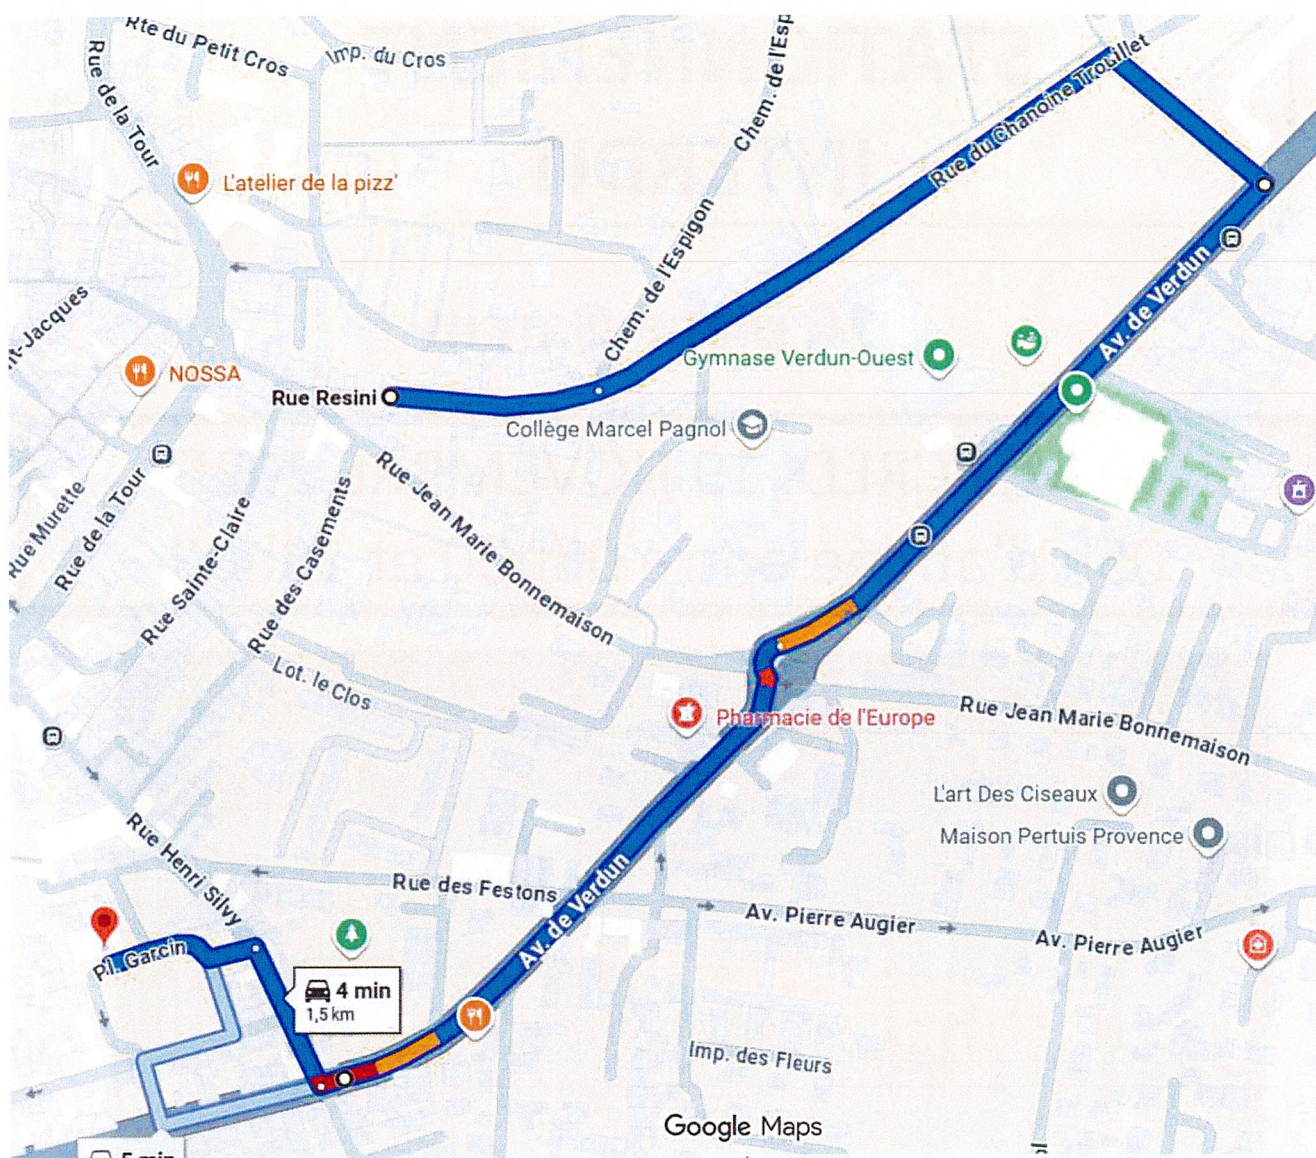 Rte du Petit Cros
Imp. du Cros
Chem. de l'Esp
Rue de la Tour
Rue du Chanoine Trouillet
L'atelier de la pizz'
Chem. de l'Espigon
Av. de Verdun
nt-Jacques
Gymnase Verdun-Ouest
NOSSA
Rue Resini
Collège Marcel Pagnol
Rue Murette
Rue de la Tour
Rue Sainte-Claire
Rue des Casements
Rue Jean Marie Bonnemaison
Lot. le Clos
Pharmacie de l'Europe
Rue Jean Marie Bonnemaison
L'art Des Ciseaux
Maison Pertuis Provence
Rue Henri Silvy
Rue des Festons
Av. de Verdun
Av. Pierre Augier
Av. Pierre Augier
Pl. Garcin
4 min
1,5 km
Imp. des Fleurs
Google Maps
5 min